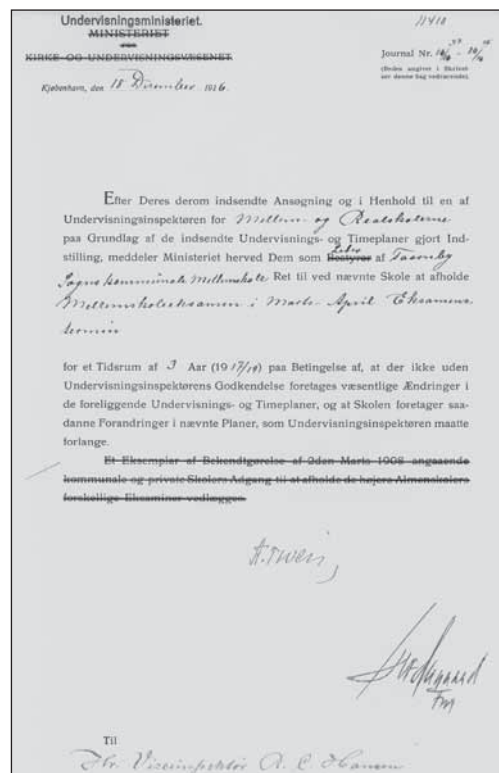 Undervisningsministeriet.
MINISTERIET
FOR
KIRKE- OG UNDERVISNINGSVÆSENET
11410
Journal Nr.
(Bedes angivet i Skrivelser denne Sag vedrørende).
Kjøbenhavn, den 18 December 1916.
Efter Deres derom indsendte Ansøgning og i Henhold til en af
Undervisningsinspektøren for Mellem- og Realskolerne
paa Grundlag af de indsendte Undervisnings- og Timeplaner gjort Ind-
Leder
stilling, meddeler Ministeriet herved Dem som Bestyrer af Taarnby
Sognekommunale Mellemskole Ret til ved nævnte Skole at afholde
Mellemskoleeksamen i Marts-April Eksamens
termin
for et Tidsrum af 3 Aar (1917/19) paa Betingelse af, at der ikke uden
Undervisningsinspektørens Godkendelse foretages væsentlige Ændringer i
de foreliggende Undervisnings- og Timeplaner, og at Skolen foretager saa-
danne Forandringer i nævnte Planer, som Undervisningsinspektøren maatte
forlange.
Et Eksemplar af Bekendtgørelse af 2den Marts 1908 angaaende
kommunale og private Skolers Adgang til at afholde de højere Almenskolers
forskellige Eksaminer vedlægges.
Til
Hr. Viceinspektør A. C. Hansen